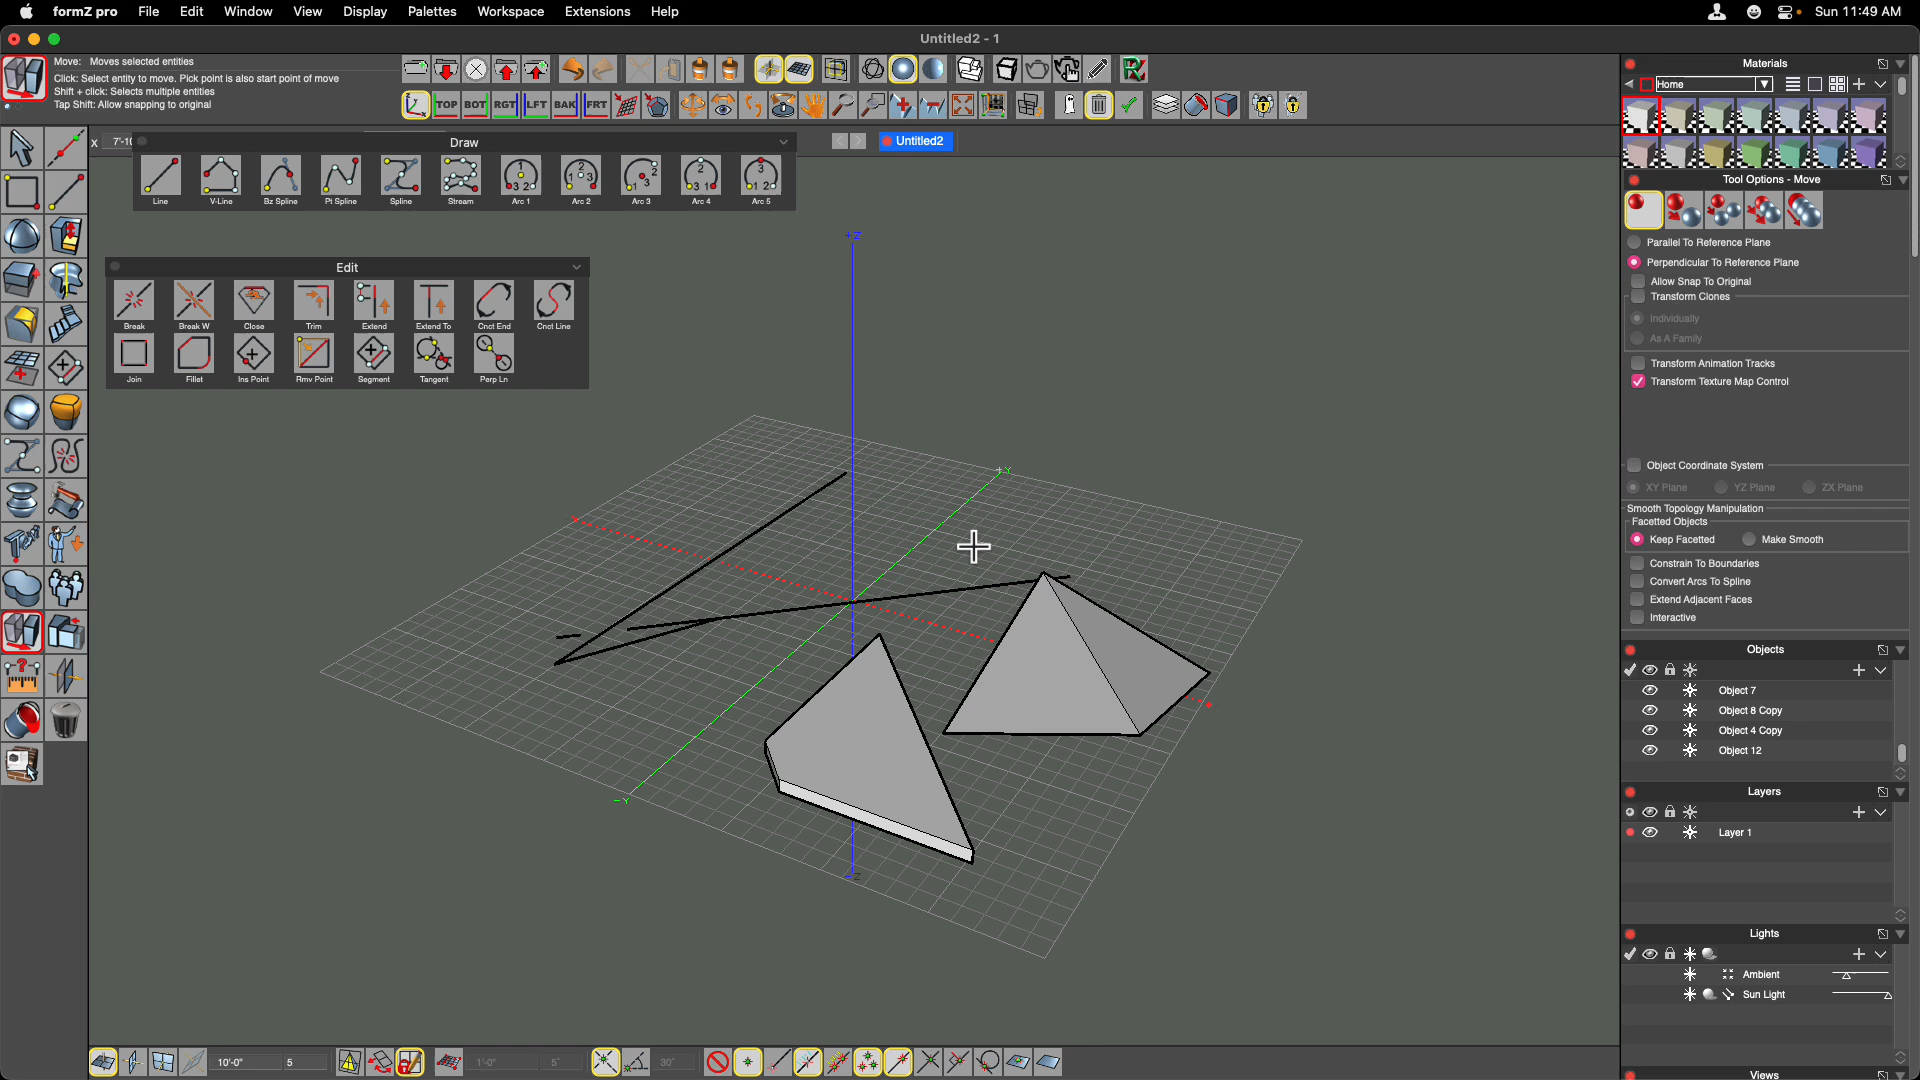 formZ pro File Edit Window View Display Palettes Workspace Extensions Help Sun 11:49 AM
Untitled2 - 1
Move: Moves selected entities
Click: Select entity to move. Pick point is also start point of move
Shift + click: Selects multiple entities
Tap Shift: Allow snapping to original
TOP BOT RGT LFT BAK FRT
x 7'-10
Draw
Untitled2
Line V-Line Bz Spline Pt Spline Spline Stream Arc 1 Arc 2 Arc 3 Arc 4 Arc 5
Edit
Break Break W Close Trim Extend Extend To Cnct End Cnct Line
Join Fillet Ins Point Rmv Point Segment Tangent Perp Ln
+Z
+Y
-Y
-Z
10'-0" 5 1'-0" 5" 30°
Materials
Home
Tool Options - Move
Parallel To Reference Plane
Perpendicular To Reference Plane
Allow Snap To Original
Transform Clones
Individually
As A Family
Transform Animation Tracks
Transform Texture Map Control
Object Coordinate System
XY Plane YZ Plane ZX Plane
Smooth Topology Manipulation
Facetted Objects
Keep Facetted Make Smooth
Constrain To Boundaries
Convert Arcs To Spline
Extend Adjacent Faces
Interactive
Objects
Object 7
Object 8 Copy
Object 4 Copy
Object 12
Layers
Layer 1
Lights
Ambient
Sun Light
Views